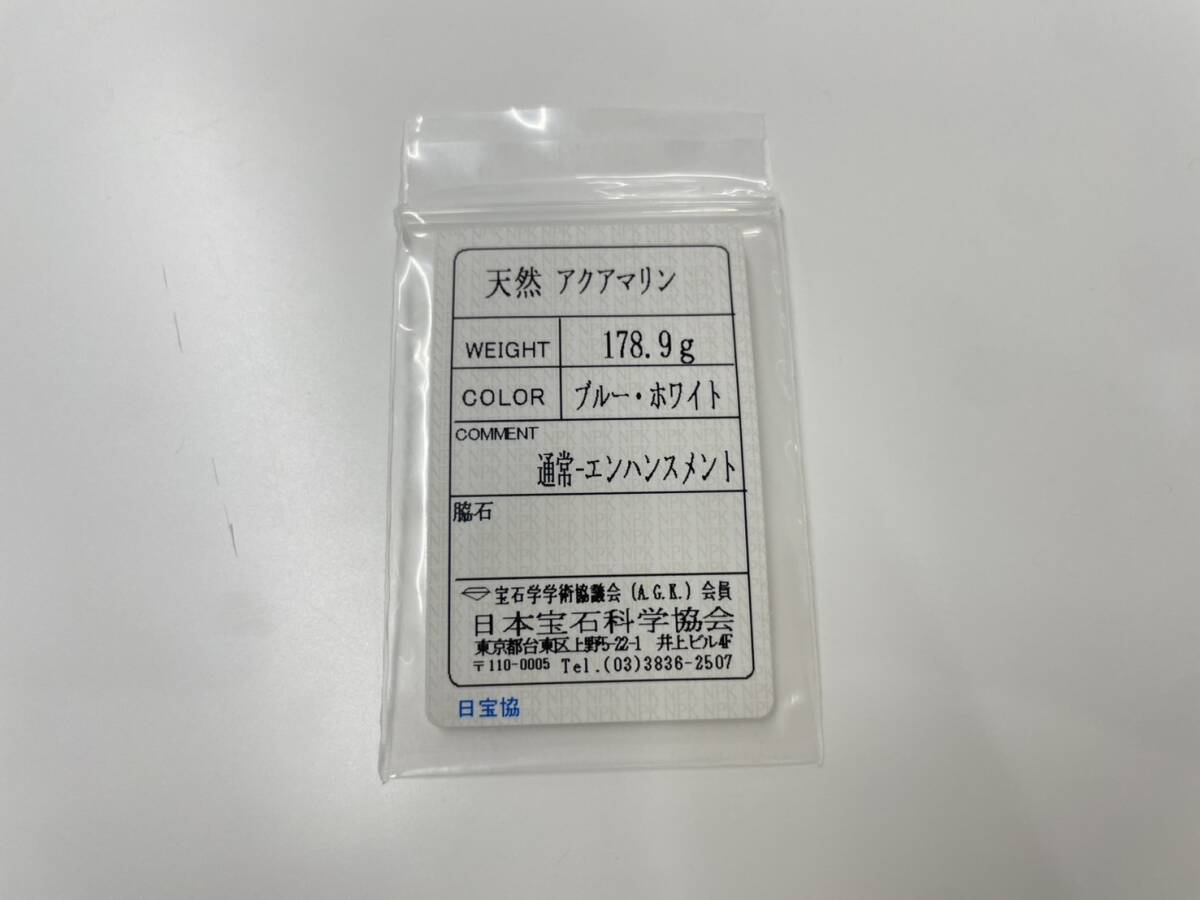 天然 アクアマリン
WEIGHT 178.9g
COLOR ブルー・ホワイト
COMMENT
通常-エンハンスメント
脇石
宝石学学術協議会(A.G.K.)会員
日本宝石科学協会
東京都台東区上野5-22-1 井上ビル4F
〒110-0005 Tel.(03)3836-2507
日宝協